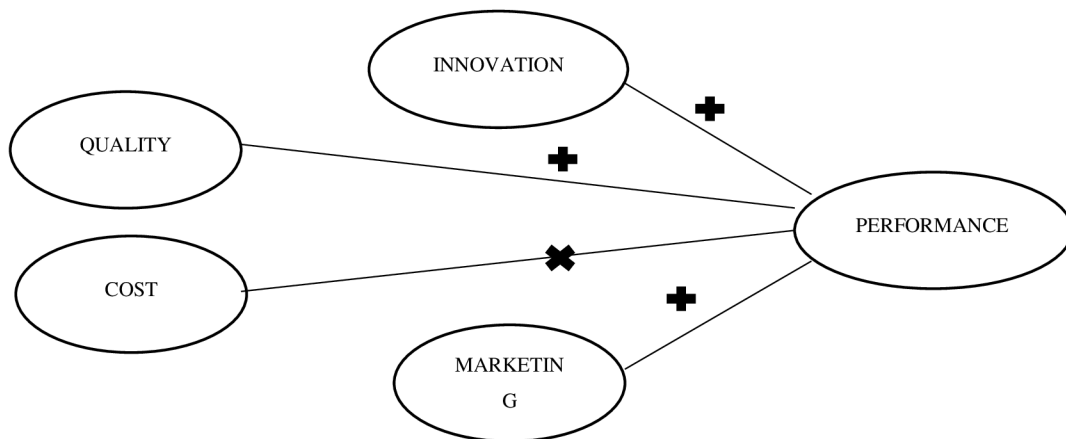 INNOVATION
QUALITY
PERFORMANCE
COST
MARKETIN
G